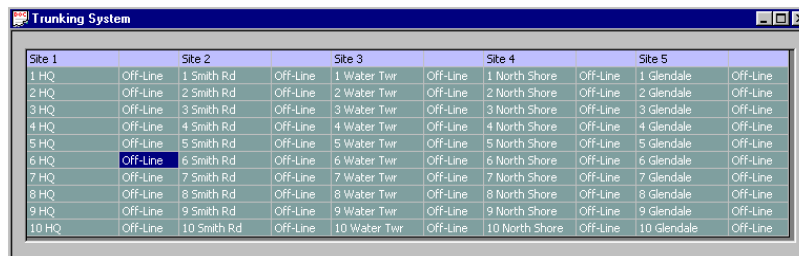 Trunking System
Site 1 Site 2 Site 3 Site 4 Site 5
1 HQ Off-Line 1 Smith Rd Off-Line 1 Water Twr Off-Line 1 North Shore Off-Line 1 Glendale Off-Line
2 HQ Off-Line 2 Smith Rd Off-Line 2 Water Twr Off-Line 2 North Shore Off-Line 2 Glendale Off-Line
3 HQ Off-Line 3 Smith Rd Off-Line 3 Water Twr Off-Line 3 North Shore Off-Line 3 Glendale Off-Line
4 HQ Off-Line 4 Smith Rd Off-Line 4 Water Twr Off-Line 4 North Shore Off-Line 4 Glendale Off-Line
5 HQ Off-Line 5 Smith Rd Off-Line 5 Water Twr Off-Line 5 North Shore Off-Line 5 Glendale Off-Line
6 HQ Off-Line 6 Smith Rd Off-Line 6 Water Twr Off-Line 6 North Shore Off-Line 6 Glendale Off-Line
7 HQ Off-Line 7 Smith Rd Off-Line 7 Water Twr Off-Line 7 North Shore Off-Line 7 Glendale Off-Line
8 HQ Off-Line 8 Smith Rd Off-Line 8 Water Twr Off-Line 8 North Shore Off-Line 8 Glendale Off-Line
9 HQ Off-Line 9 Smith Rd Off-Line 9 Water Twr Off-Line 9 North Shore Off-Line 9 Glendale Off-Line
10 HQ Off-Line 10 Smith Rd Off-Line 10 Water Twr Off-Line 10 North Shore Off-Line 10 Glendale Off-Line